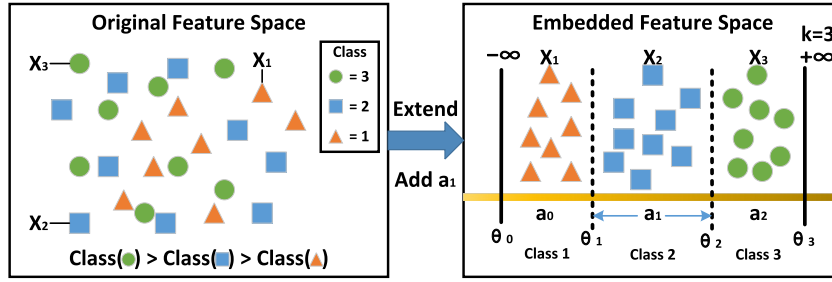 Original Feature Space
X₃
X₁
X₂
Class
= 3
= 2
= 1
Class(●) > Class(■) > Class(▲)
Extend
Add a₁
Embedded Feature Space
k=3
−∞
X₁
X₂
X₃
+∞
a₀
a₁
a₂
θ₀
θ₁
θ₂
θ₃
Class 1
Class 2
Class 3